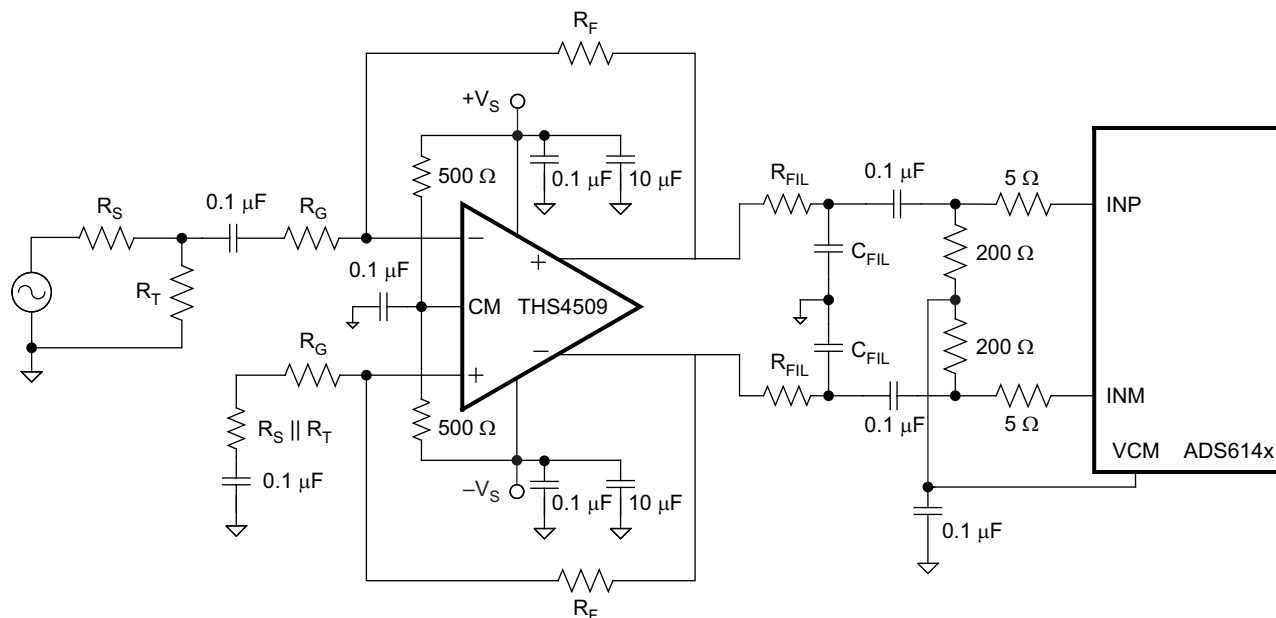 R_F
+V_S
500 Ω
0.1 μF
10 μF
R_S
0.1 μF
R_G
R_T
0.1 μF
−
+
CM
THS4509
−
+
R_FIL
0.1 μF
5 Ω
INP
C_FIL
200 Ω
C_FIL
200 Ω
R_FIL
0.1 μF
5 Ω
INM
VCM
ADS614x
0.1 μF
R_G
R_S || R_T
0.1 μF
500 Ω
−V_S
0.1 μF
10 μF
R_F